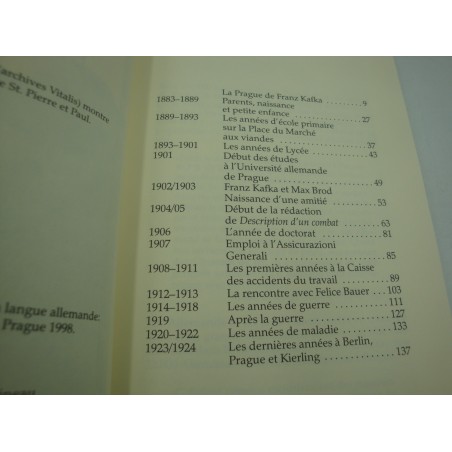 (archives Vitalis) montre
e St. Pierre et Paul.
langue allemande.
Prague 1998.
La Prague de Franz Kafka . . . . . . . . . 9
1883–1889 Parents, naissance
et petite enfance . . . . . . . . . . . . . . . 27
1889–1893 Les années d'école primaire
sur la Place du Marché
aux viandes . . . . . . . . . . . . . . . . . . . 37
1893–1901 Les années de Lycée . . . . . . . . . . . . 43
1901 Début des études
à l'Université allemande
de Prague . . . . . . . . . . . . . . . . . . . . 49
1902/1903 Franz Kafka et Max Brod
Naissance d'une amitié . . . . . . . . . . 53
1904/05 Début de la rédaction
de Description d'un combat . . . . . . . 63
1906 L'année de doctorat . . . . . . . . . . . . 81
1907 Emploi à l'Assicurazioni
Generali . . . . . . . . . . . . . . . . . . . . . 85
1908–1911 Les premières années à la Caisse
des accidents du travail . . . . . . . . . 89
1912–1913 La rencontre avec Felice Bauer . . . 103
1914–1918 Les années de guerre . . . . . . . . . . . 111
1919 Après la guerre . . . . . . . . . . . . . . . 127
1920–1922 Les années de maladie . . . . . . . . . . 133
1923/1924 Les dernières années à Berlin,
Prague et Kierling . . . . . . . . . . . . . 137